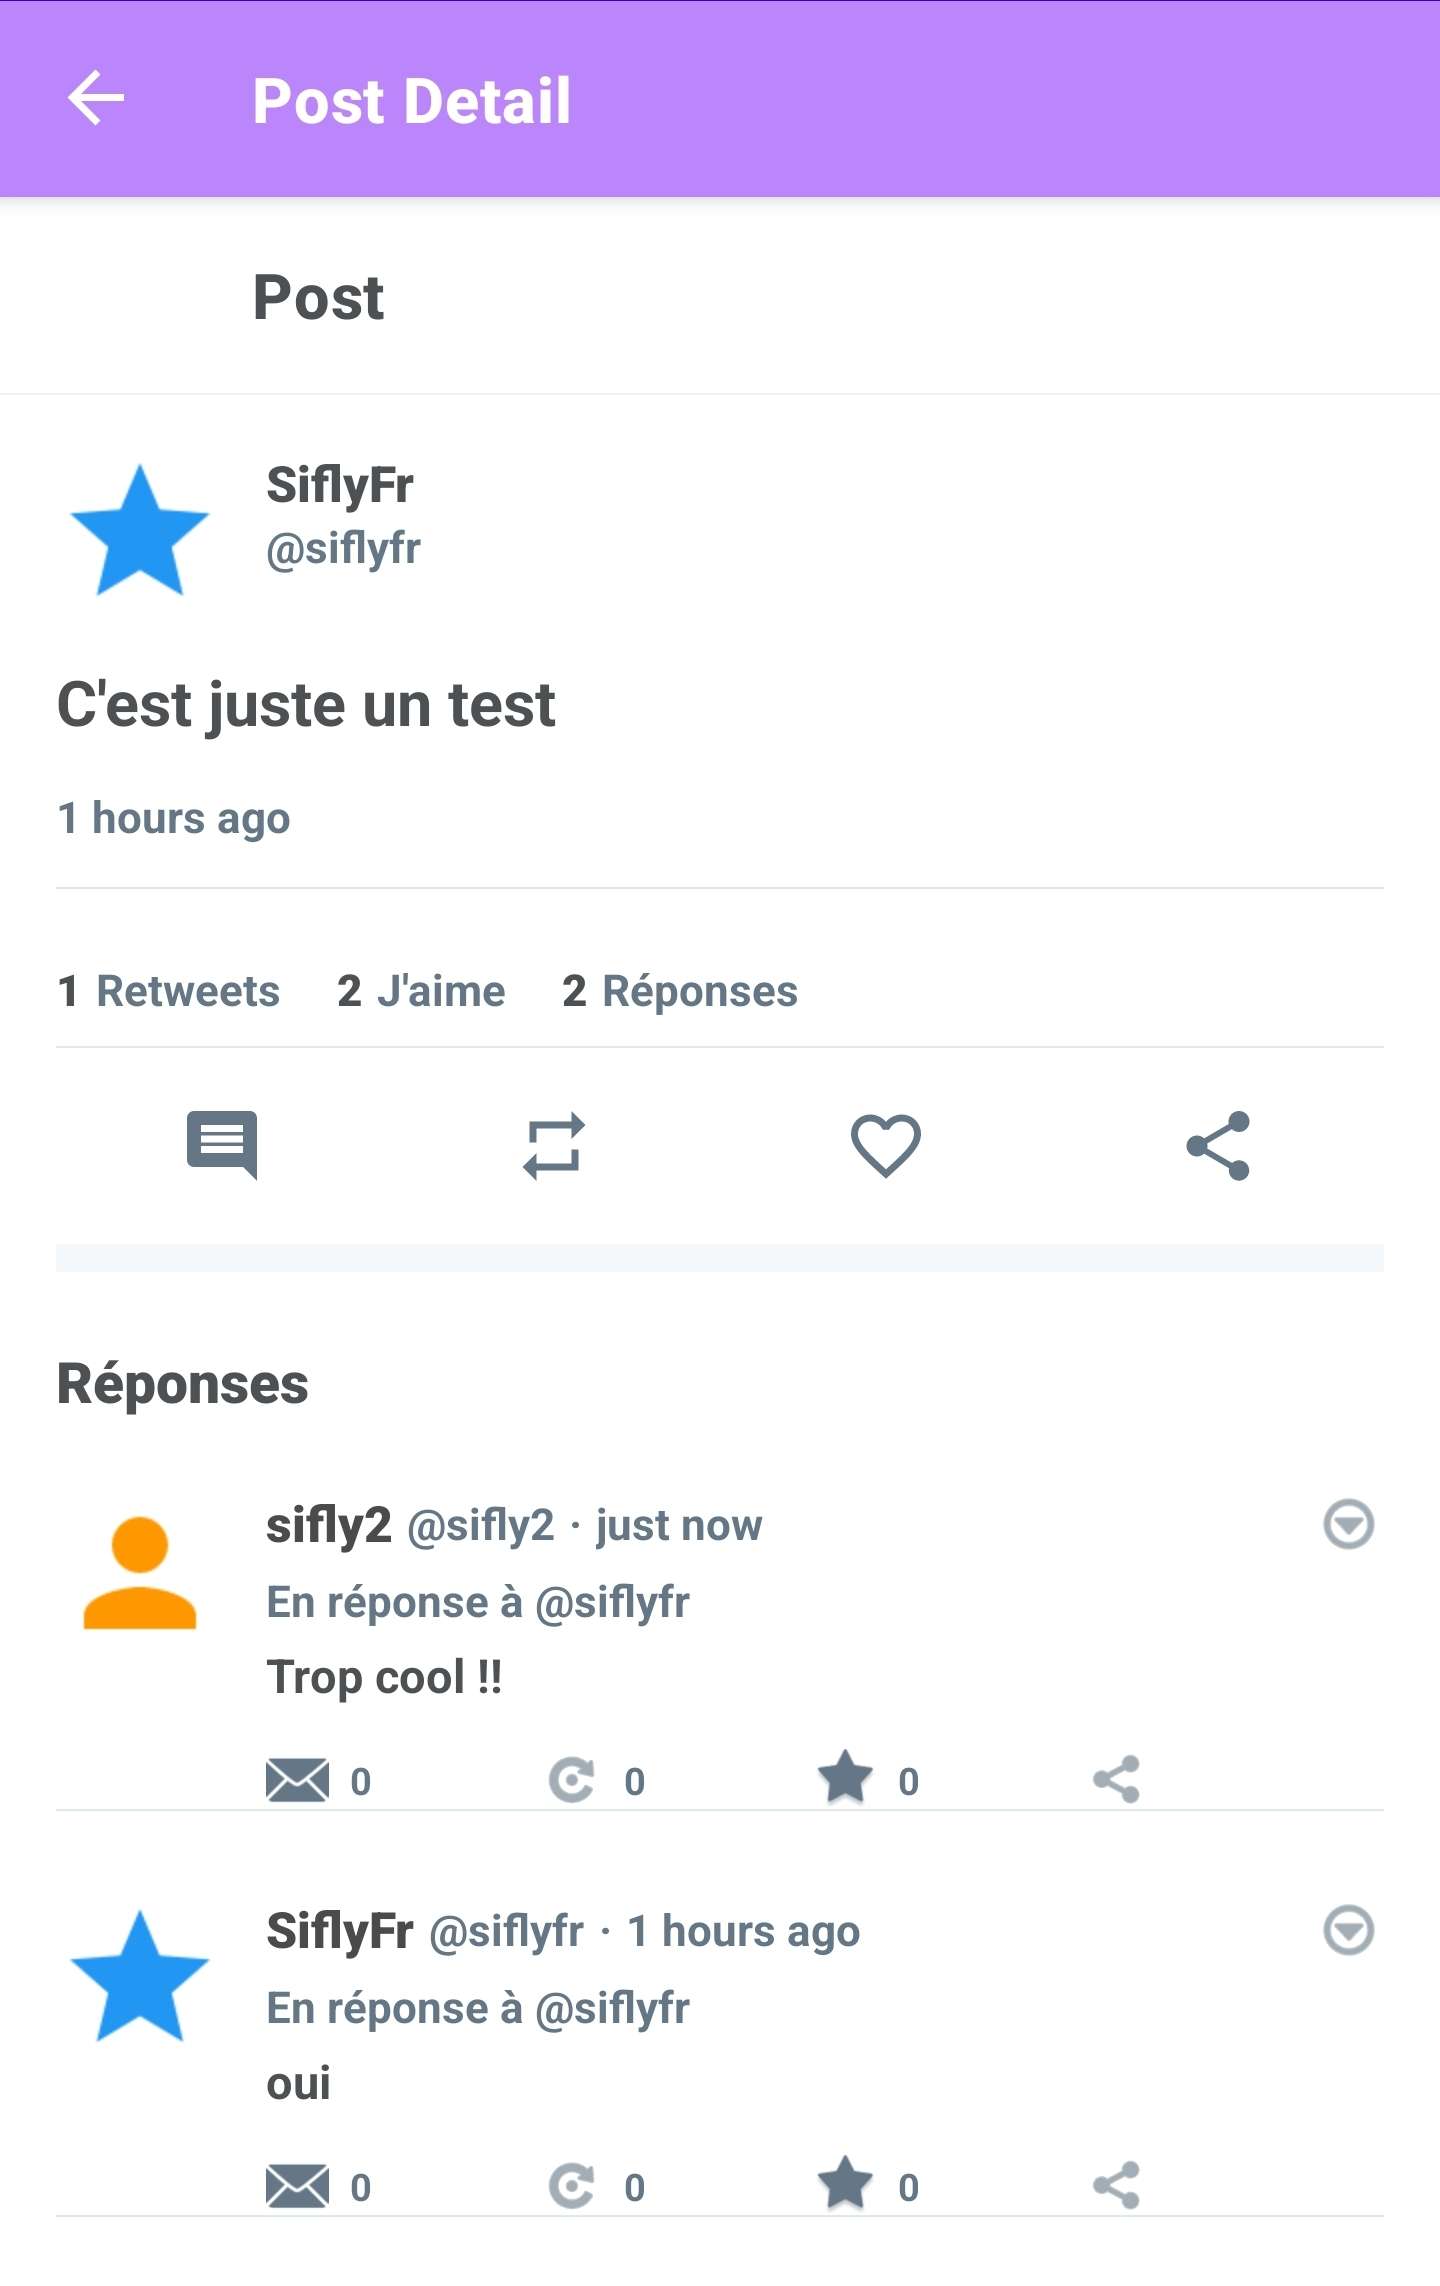 Post Detail
Post
SiflyFr
@siflyfr
C'est juste un test
1 hours ago
1 Retweets 2 J'aime 2 Réponses
Réponses
sifly2 @sifly2 · just now
En réponse à @siflyfr
Trop cool !!
0 0 0
SiflyFr @siflyfr · 1 hours ago
En réponse à @siflyfr
oui
0 0 0